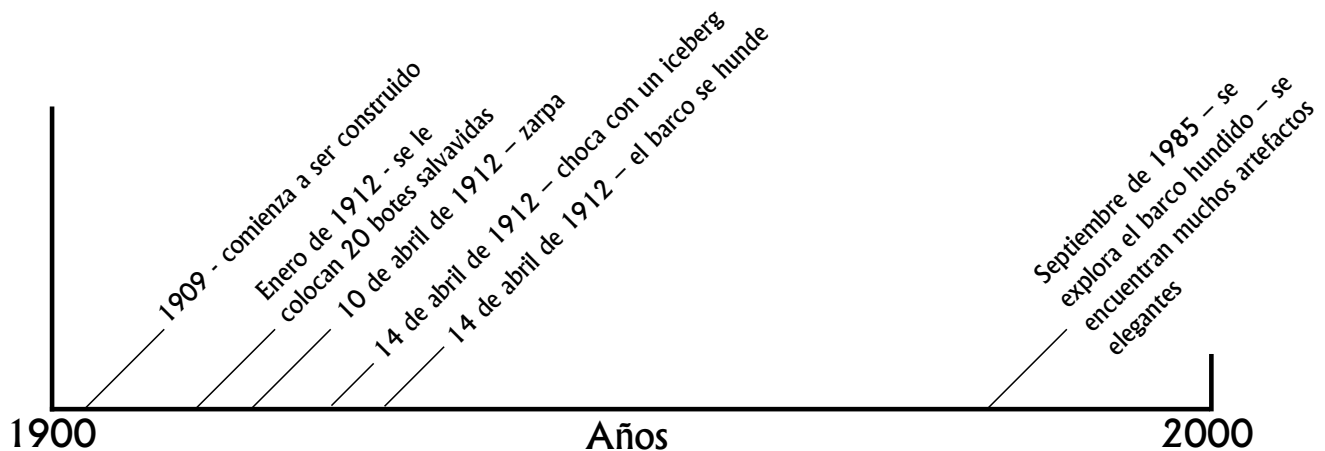 1909 - comienza a ser construido
Enero de 1912 - se le
colocan 20 botes salvavidas
10 de abril de 1912 – zarpa
14 de abril de 1912 – choca con un iceberg
14 de abril de 1912 – el barco se hunde
Septiembre de 1985 – se
explora el barco hundido – se
encuentran muchos artefactos
elegantes
1900
Años
2000